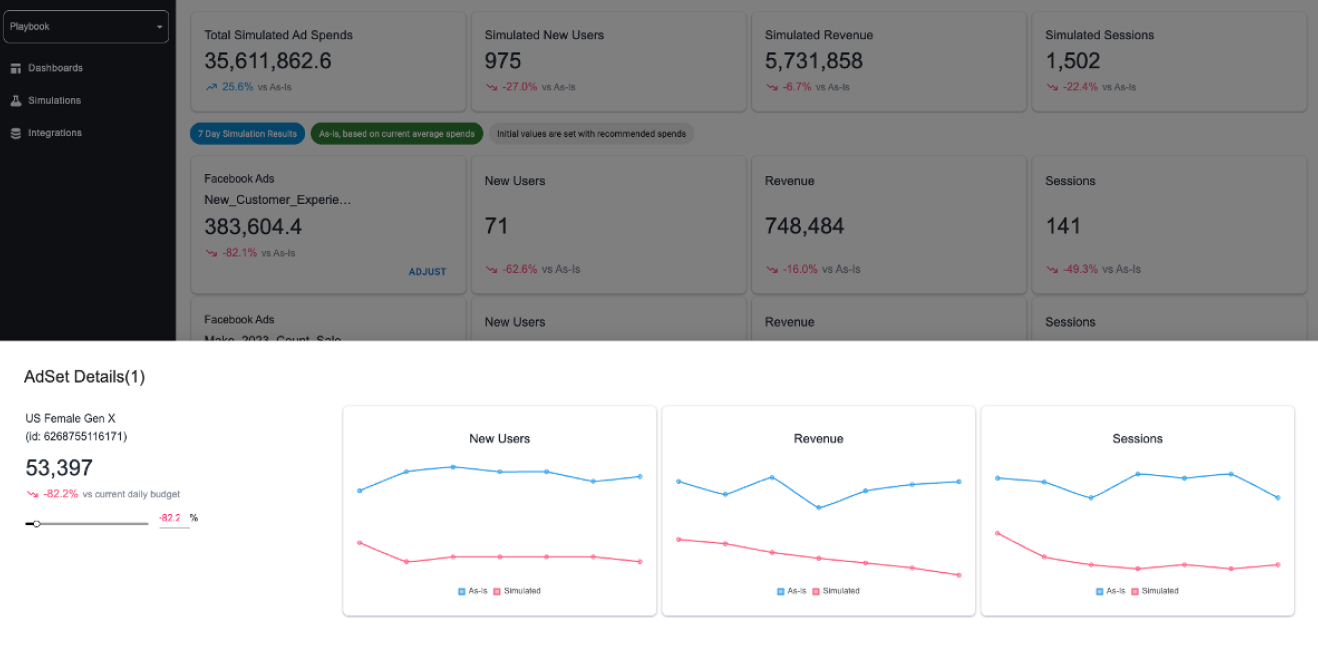 Playbook
Dashboards
Simulations
Integrations
Total Simulated Ad Spends
35,611,862.6
25.6% vs As-Is
Simulated New Users
975
-27.0% vs As-Is
Simulated Revenue
5,731,858
-6.7% vs As-Is
Simulated Sessions
1,502
-22.4% vs As-Is
7 Day Simulation Results
As-is, based on current average spends
Initial values are set with recommended spends
Facebook Ads
New_Customer_Experie...
383,604.4
-82.1% vs As-Is
ADJUST
New Users
71
-62.6% vs As-Is
Revenue
748,484
-16.0% vs As-Is
Sessions
141
-49.3% vs As-Is
Facebook Ads
Make_2023_Count_Sale
New Users
Revenue
Sessions
AdSet Details(1)
US Female Gen X
(id: 6268755116171)
53,397
-82.2% vs current daily budget
-82.2 %
New Users
As-Is Simulated
Revenue
As-Is Simulated
Sessions
As-Is Simulated